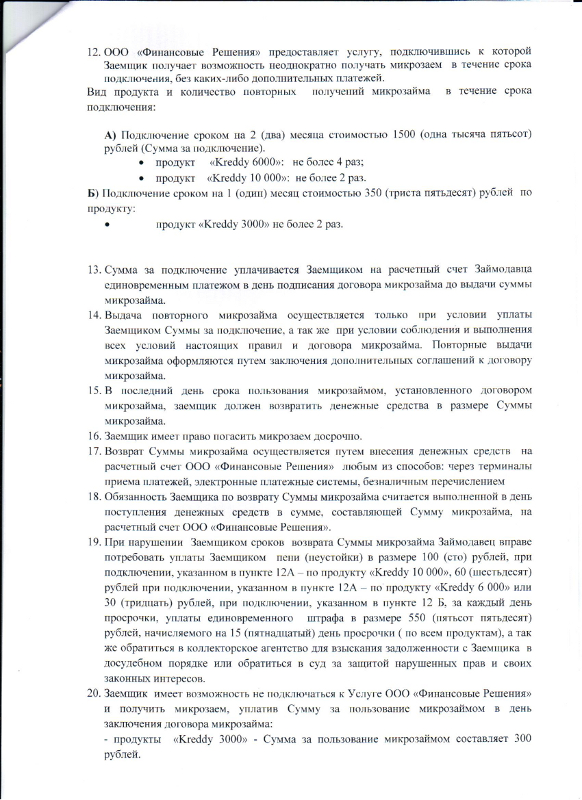 12. ООО «Финансовые Решения» предоставляет услугу, подключившись к которой
Заемщик получает возможность неоднократно получать микрозаем в течение срока
подключения, без каких-либо дополнительных платежей.
Вид продукта и количество повторных получений микрозайма в течение срока
подключения:
А) Подключение сроком на 2 (два) месяца стоимостью 1500 (одна тысяча пятьсот)
рублей (Сумма за подключение).
• продукт «Kreddy 6000»: не более 4 раз;
• продукт «Kreddy 10 000»: не более 2 раз.
Б) Подключение сроком на 1 (один) месяц стоимостью 350 (триста пятьдесят) рублей по
продукту:
• продукт «Kreddy 3000» не более 2 раз.
13. Сумма за подключение уплачивается Заемщиком на расчетный счет Займодавца
единовременным платежом в день подписания договора микрозайма до выдачи суммы
микрозайма.
14. Выдача повторного микрозайма осуществляется только при условии уплаты
Заемщиком Суммы за подключение, а так же при условии соблюдения и выполнения
всех условий настоящих правил и договора микрозайма. Повторные выдачи
микрозайма оформляются путем заключения дополнительных соглашений к договору
микрозайма.
15. В последний день срока пользования микрозаймом, установленного договором
микрозайма, заемщик должен возвратить денежные средства в размере Суммы
микрозайма.
16. Заемщик имеет право погасить микрозаем досрочно.
17. Возврат Суммы микрозайма осуществляется путем внесения денежных средств на
расчетный счет ООО «Финансовые Решения» любым из способов: через терминалы
приема платежей, электронные платежные системы, безналичным перечислением
18. Обязанность Заемщика по возврату Суммы микрозайма считается выполненной в день
поступления денежных средств в сумме, составляющей Сумму микрозайма, на
расчетный счет ООО «Финансовые Решения».
19. При нарушении Заемщиком сроков возврата Суммы микрозайма Займодавец вправе
потребовать уплаты Заемщиком пени (неустойки) в размере 100 (сто) рублей, при
подключении, указанном в пункте 12А – по продукту «Kreddy 10 000», 60 (шестьдесят)
рублей при подключении, указанном в пункте 12А – по продукту «Kreddy 6 000» или
30 (тридцать) рублей, при подключении, указанном в пункте 12 Б, за каждый день
просрочки, уплаты единовременного штрафа в размере 550 (пятьсот пятьдесят)
рублей, начисляемого на 15 (пятнадцатый) день просрочки ( по всем продуктам), а так
же обратиться в коллекторское агентство для взыскания задолженности с Заемщика в
досудебном порядке или обратиться в суд за защитой нарушенных прав и своих
законных интересов.
20. Заемщик имеет возможность не подключаться к Услуге ООО «Финансовые Решения»
и получить микрозаем, уплатив Сумму за пользование микрозаймом в день
заключения договора микрозайма:
- продукты «Kreddy 3000» - Сумма за пользование микрозаймом составляет 300
рублей.